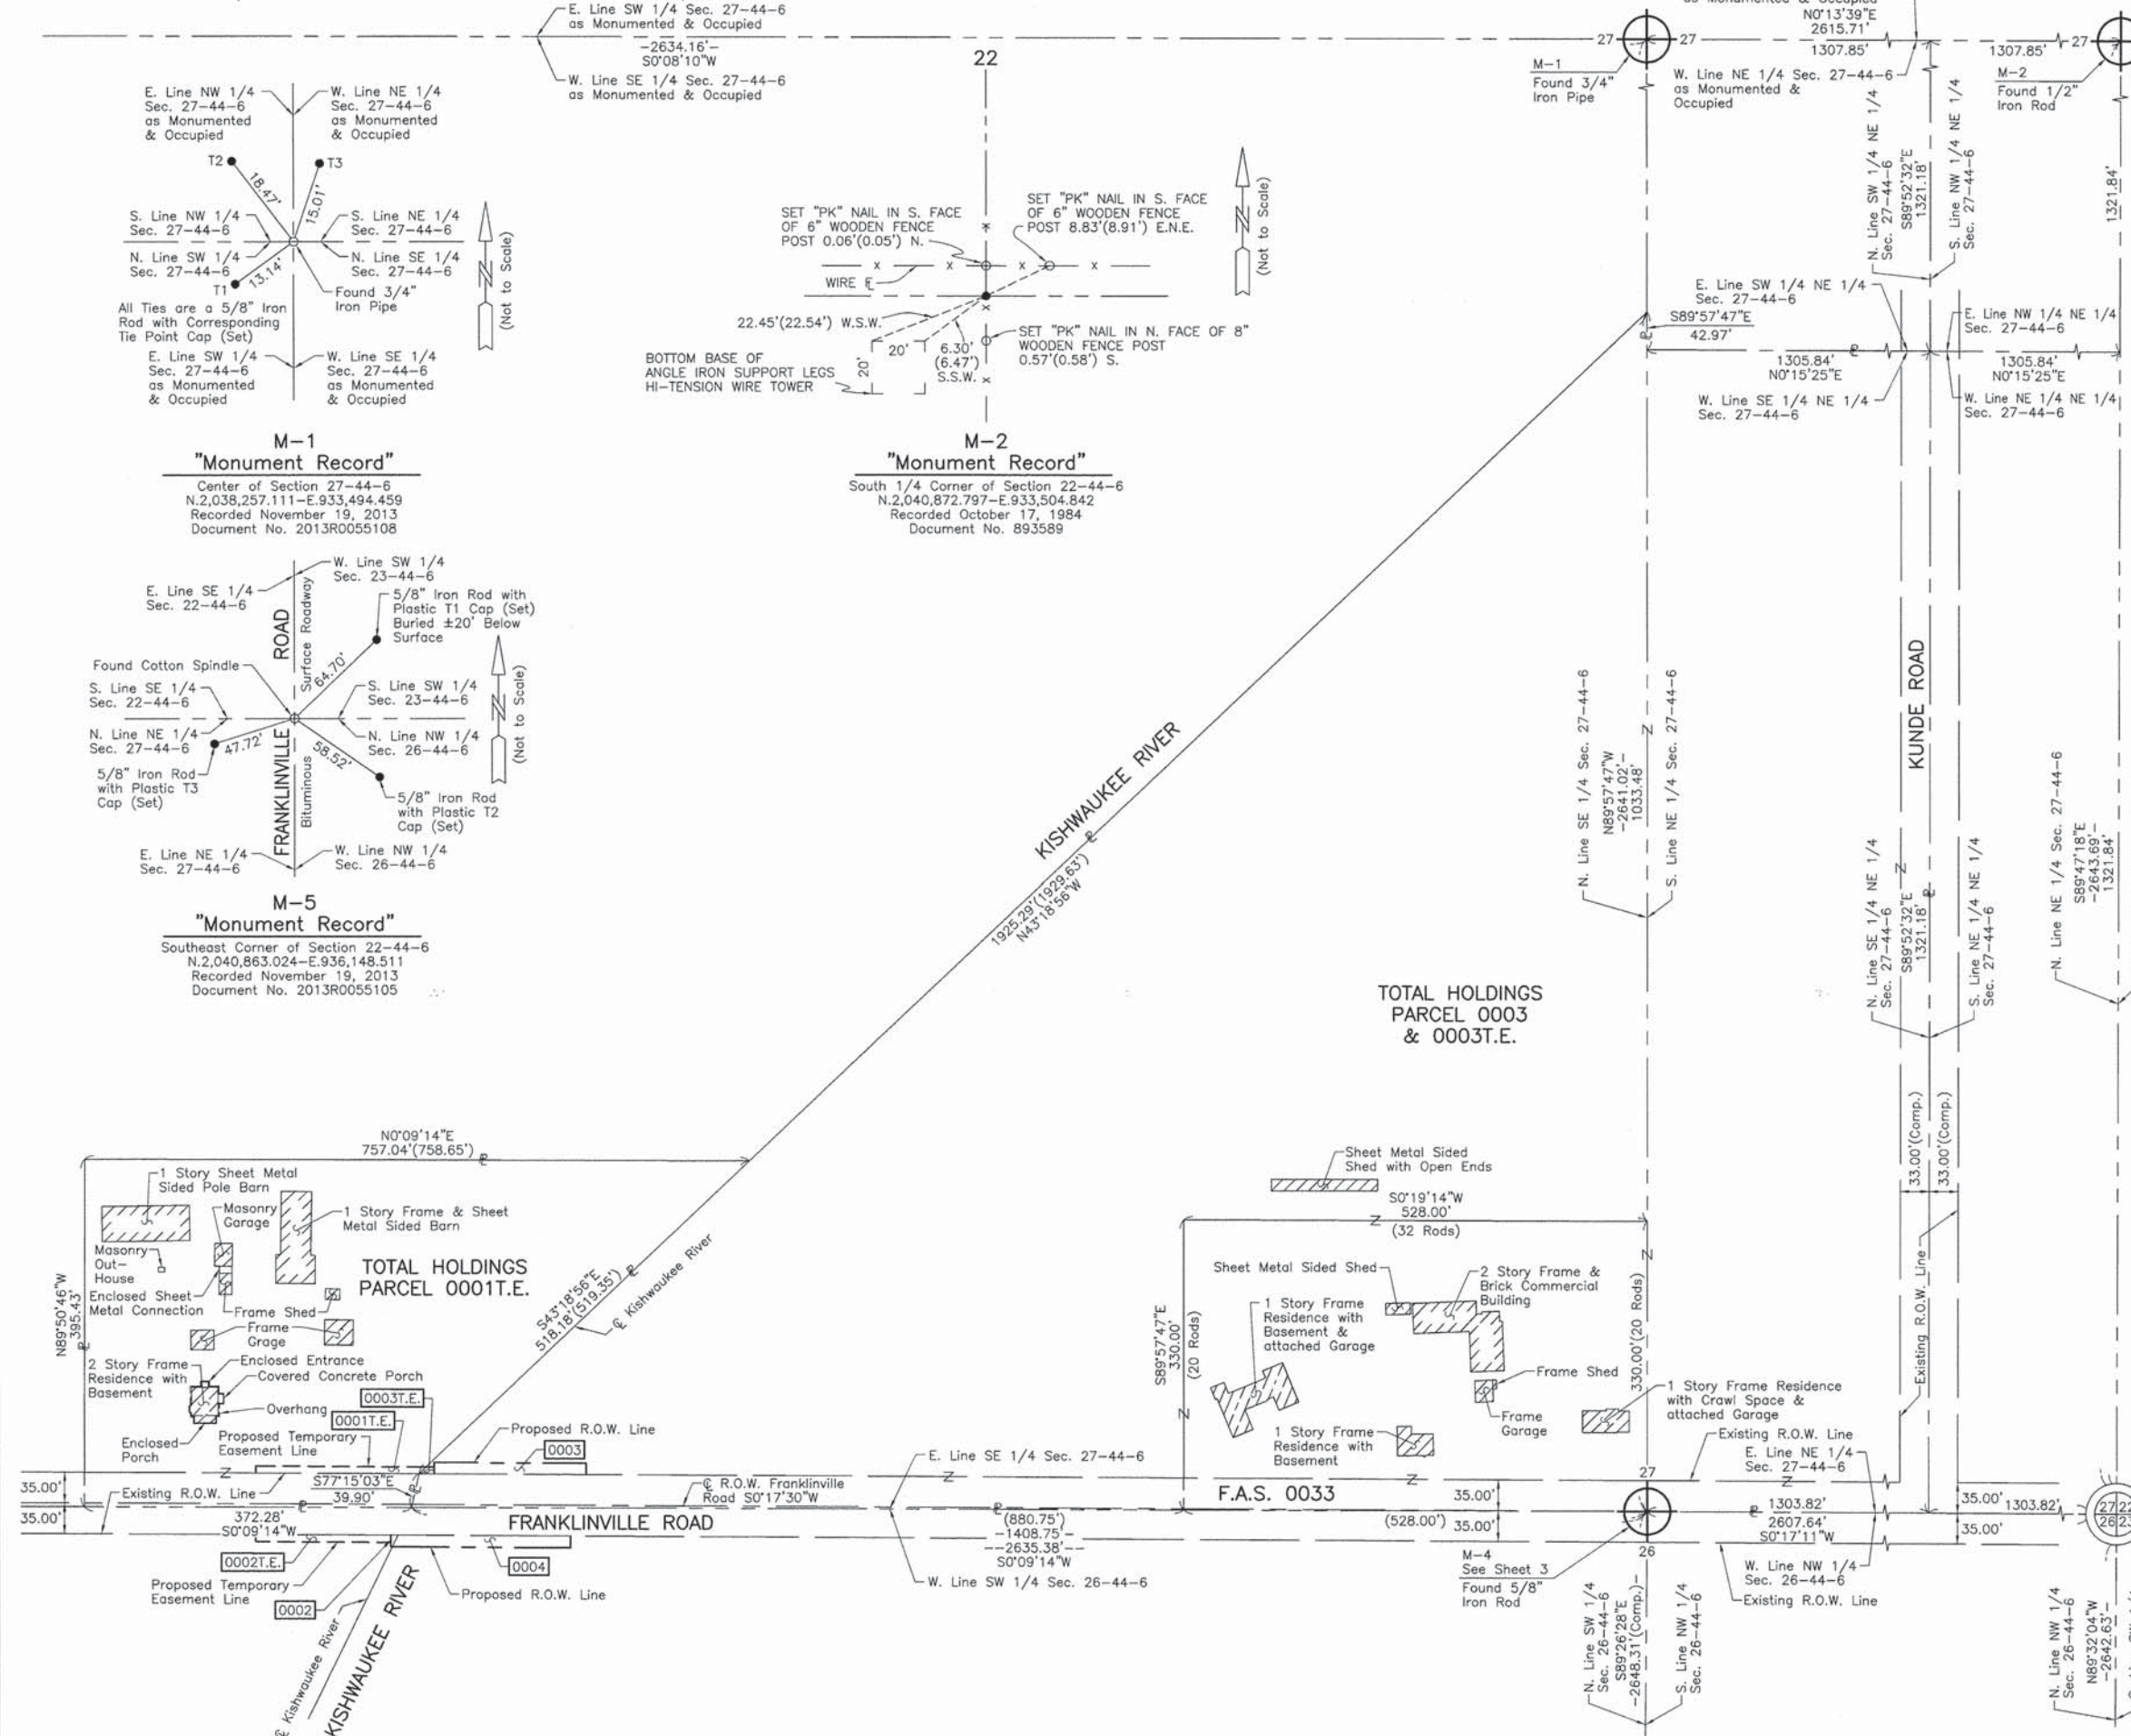 E. Line SW 1/4 Sec. 27-44-6
as Monumented & Occupied
-2634.16'-
S0°08'10"W
W. Line SE 1/4 Sec. 27-44-6
as Monumented & Occupied
E. Line NW 1/4
Sec. 27-44-6
as Monumented
& Occupied
W. Line NE 1/4
Sec. 27-44-6
as Monumented
& Occupied
T2
T3
18.47'
15.01'
S. Line NW 1/4
Sec. 27-44-6
S. Line NE 1/4
Sec. 27-44-6
N. Line SW 1/4
Sec. 27-44-6
N. Line SE 1/4
Sec. 27-44-6
T1
13.14'
Found 3/4"
Iron Pipe
All Ties are a 5/8" Iron
Rod with Corresponding
Tie Point Cap (Set)
E. Line SW 1/4
Sec. 27-44-6
as Monumented
& Occupied
W. Line SE 1/4
Sec. 27-44-6
as Monumented
& Occupied
N
(Not to Scale)
M-1
"Monument Record"
Center of Section 27-44-6
N.2,038,257.111-E.933,494.459
Recorded November 19, 2013
Document No. 2013R0055108
22
SET "PK" NAIL IN S. FACE
OF 6" WOODEN FENCE
POST 0.06'(0.05') N.
SET "PK" NAIL IN S. FACE
OF 6" WOODEN FENCE
POST 8.83'(8.91') E.N.E.
WIRE
22.45'(22.54') W.S.W.
20'
20'
6.30'
(6.47')
S.S.W.
SET "PK" NAIL IN N. FACE OF 8"
WOODEN FENCE POST
0.57'(0.58') S.
BOTTOM BASE OF
ANGLE IRON SUPPORT LEGS
HI-TENSION WIRE TOWER
N
(Not to Scale)
M-2
"Monument Record"
South 1/4 Corner of Section 22-44-6
N.2,040,872.797-E.933,504.842
Recorded October 17, 1984
Document No. 893589
W. Line SW 1/4
Sec. 23-44-6
E. Line SE 1/4
Sec. 22-44-6
5/8" Iron Rod with
Plastic T1 Cap (Set)
Buried ±20' Below
Surface
FRANKLINVILLE ROAD
Bituminous Surface Roadway
64.70'
Found Cotton Spindle
S. Line SE 1/4
Sec. 22-44-6
S. Line SW 1/4
Sec. 23-44-6
N. Line NE 1/4
Sec. 27-44-6
N. Line NW 1/4
Sec. 26-44-6
47.72'
58.52'
5/8" Iron Rod
with Plastic T3
Cap (Set)
5/8" Iron Rod
with Plastic T2
Cap (Set)
E. Line NE 1/4
Sec. 27-44-6
W. Line NW 1/4
Sec. 26-44-6
N
(Not to Scale)
M-5
"Monument Record"
Southeast Corner of Section 22-44-6
N.2,040,863.024-E.936,148.511
Recorded November 19, 2013
Document No. 2013R0055105
as Monumented & Occupied
N0°13'39"E
2615.71'
1307.85'
1307.85'
27
27
27
M-1
Found 3/4"
Iron Pipe
W. Line NE 1/4 Sec. 27-44-6
as Monumented &
Occupied
M-2
Found 1/2"
Iron Rod
N. Line SW 1/4 NE 1/4
Sec. 27-44-6
S89°52'32"E
1321.18'
S. Line NW 1/4 NE 1/4
Sec. 27-44-6
1321.84'
E. Line SW 1/4 NE 1/4
Sec. 27-44-6
S89°57'47"E
42.97'
1305.84'
N0°15'25"E
W. Line SE 1/4 NE 1/4
Sec. 27-44-6
E. Line NW 1/4 NE 1/4
Sec. 27-44-6
1305.84'
N0°15'25"E
W. Line NE 1/4 NE 1/4
Sec. 27-44-6
KISHWAUKEE RIVER
1925.29'(1929.63')
N43°18'56"W
N. Line SE 1/4 Sec. 27-44-6
N89°57'47"W
-2641.02'-
1033.48'
S. Line NE 1/4 Sec. 27-44-6
KUNDE ROAD
N. Line SE 1/4 NE 1/4
Sec. 27-44-6
S89°52'32"E
1321.18'
S. Line NE 1/4 NE 1/4
Sec. 27-44-6
N. Line NE 1/4 Sec. 27-44-6
S89°47'18"E
-2643.69'-
1321.84'
TOTAL HOLDINGS
PARCEL 0003
& 0003T.E.
33.00'(Comp.)
33.00'(Comp.)
Existing R.O.W. Line
N0°09'14"E
757.04'(758.65')
1 Story Sheet Metal
Sided Pole Barn
Masonry
Garage
1 Story Frame & Sheet
Metal Sided Barn
Masonry
Out-
House
Enclosed Sheet
Metal Connection
TOTAL HOLDINGS
PARCEL 0001T.E.
Frame Shed
Frame
Grage
N89°50'46"W
395.43'
2 Story Frame
Residence with
Basement
Enclosed Entrance
Covered Concrete Porch
Overhang
Enclosed
Porch
0003T.E.
0001T.E.
Proposed Temporary
Easement Line
S43°18'56"E
518.18'(519.35')
Kishwaukee River
Proposed R.O.W. Line
0003
35.00'
35.00'
Existing R.O.W. Line
S77°15'03"E
39.90'
372.28'
S0°09'14"W
R.O.W. Franklinville
Road S0°17'30"W
FRANKLINVILLE ROAD
0002T.E.
Proposed Temporary
Easement Line
0002
0004
Proposed R.O.W. Line
Kishwaukee River
KISHWAUKEE RIVER
E. Line SE 1/4 Sec. 27-44-6
(880.75')
-1408.75'-
--2635.38'--
S0°09'14"W
W. Line SW 1/4 Sec. 26-44-6
Sheet Metal Sided
Shed with Open Ends
S0°19'14"W
528.00'
(32 Rods)
Sheet Metal Sided Shed
2 Story Frame &
Brick Commercial
Building
1 Story Frame
Residence with
Basement &
attached Garage
S89°57'47"E
330.00'
(20 Rods)
330.00'(20 Rods)
Frame Shed
Frame
Garage
1 Story Frame
Residence with
Basement
1 Story Frame Residence
with Crawl Space &
attached Garage
Existing R.O.W. Line
E. Line NE 1/4
Sec. 27-44-6
F.A.S. 0033
(528.00')
35.00'
35.00'
27
26
M-4
See Sheet 3
Found 5/8"
Iron Rod
1303.82'
2607.64'
S0°17'11"W
W. Line NW 1/4
Sec. 26-44-6
Existing R.O.W. Line
35.00'
35.00'
1303.82'
27
22
26
N. Line SW 1/4
Sec. 26-44-6
S89°26'28"E
-2648.31'(Comp.)-
S. Line NW 1/4
Sec. 26-44-6
N. Line NW 1/4
Sec. 26-44-6
N89°32'04"W
-2642.63'-